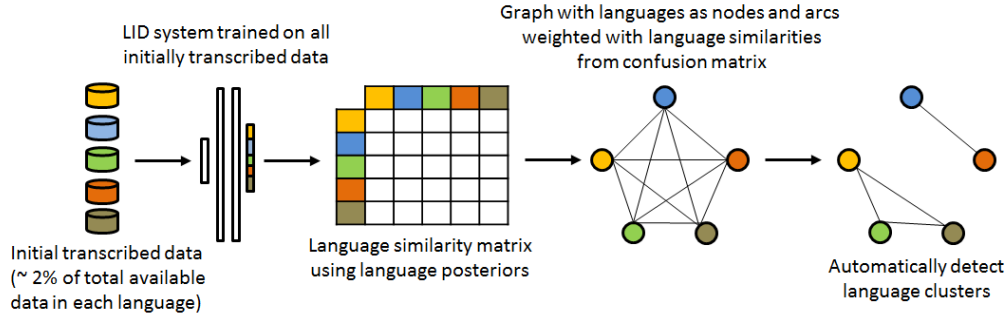 LID system trained on all
initially transcribed data
Graph with languages as nodes and arcs
weighted with language similarities
from confusion matrix
Initial transcribed data
(~ 2% of total available
data in each language)
Language similarity matrix
using language posteriors
Automatically detect
language clusters